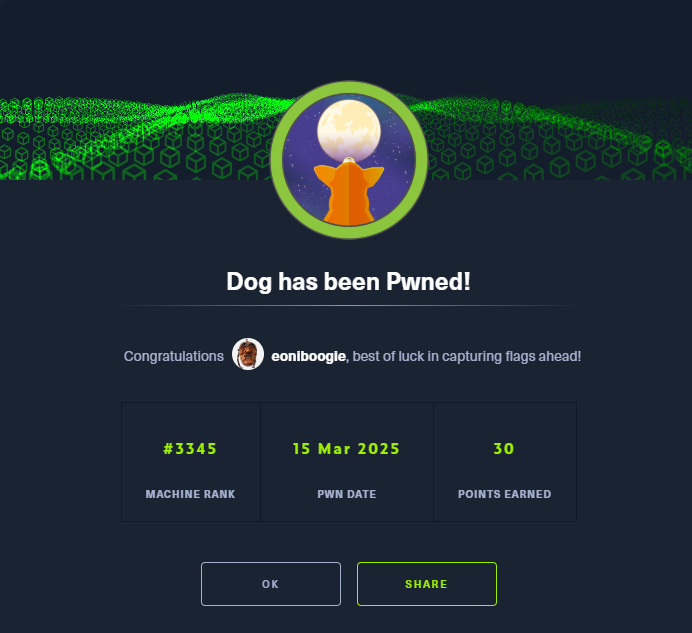 Dog has been Pwned!
Congratulations eoniboogie, best of luck in capturing flags ahead!
#3345 15 Mar 2025 30
MACHINE RANK PWN DATE POINTS EARNED
OK SHARE